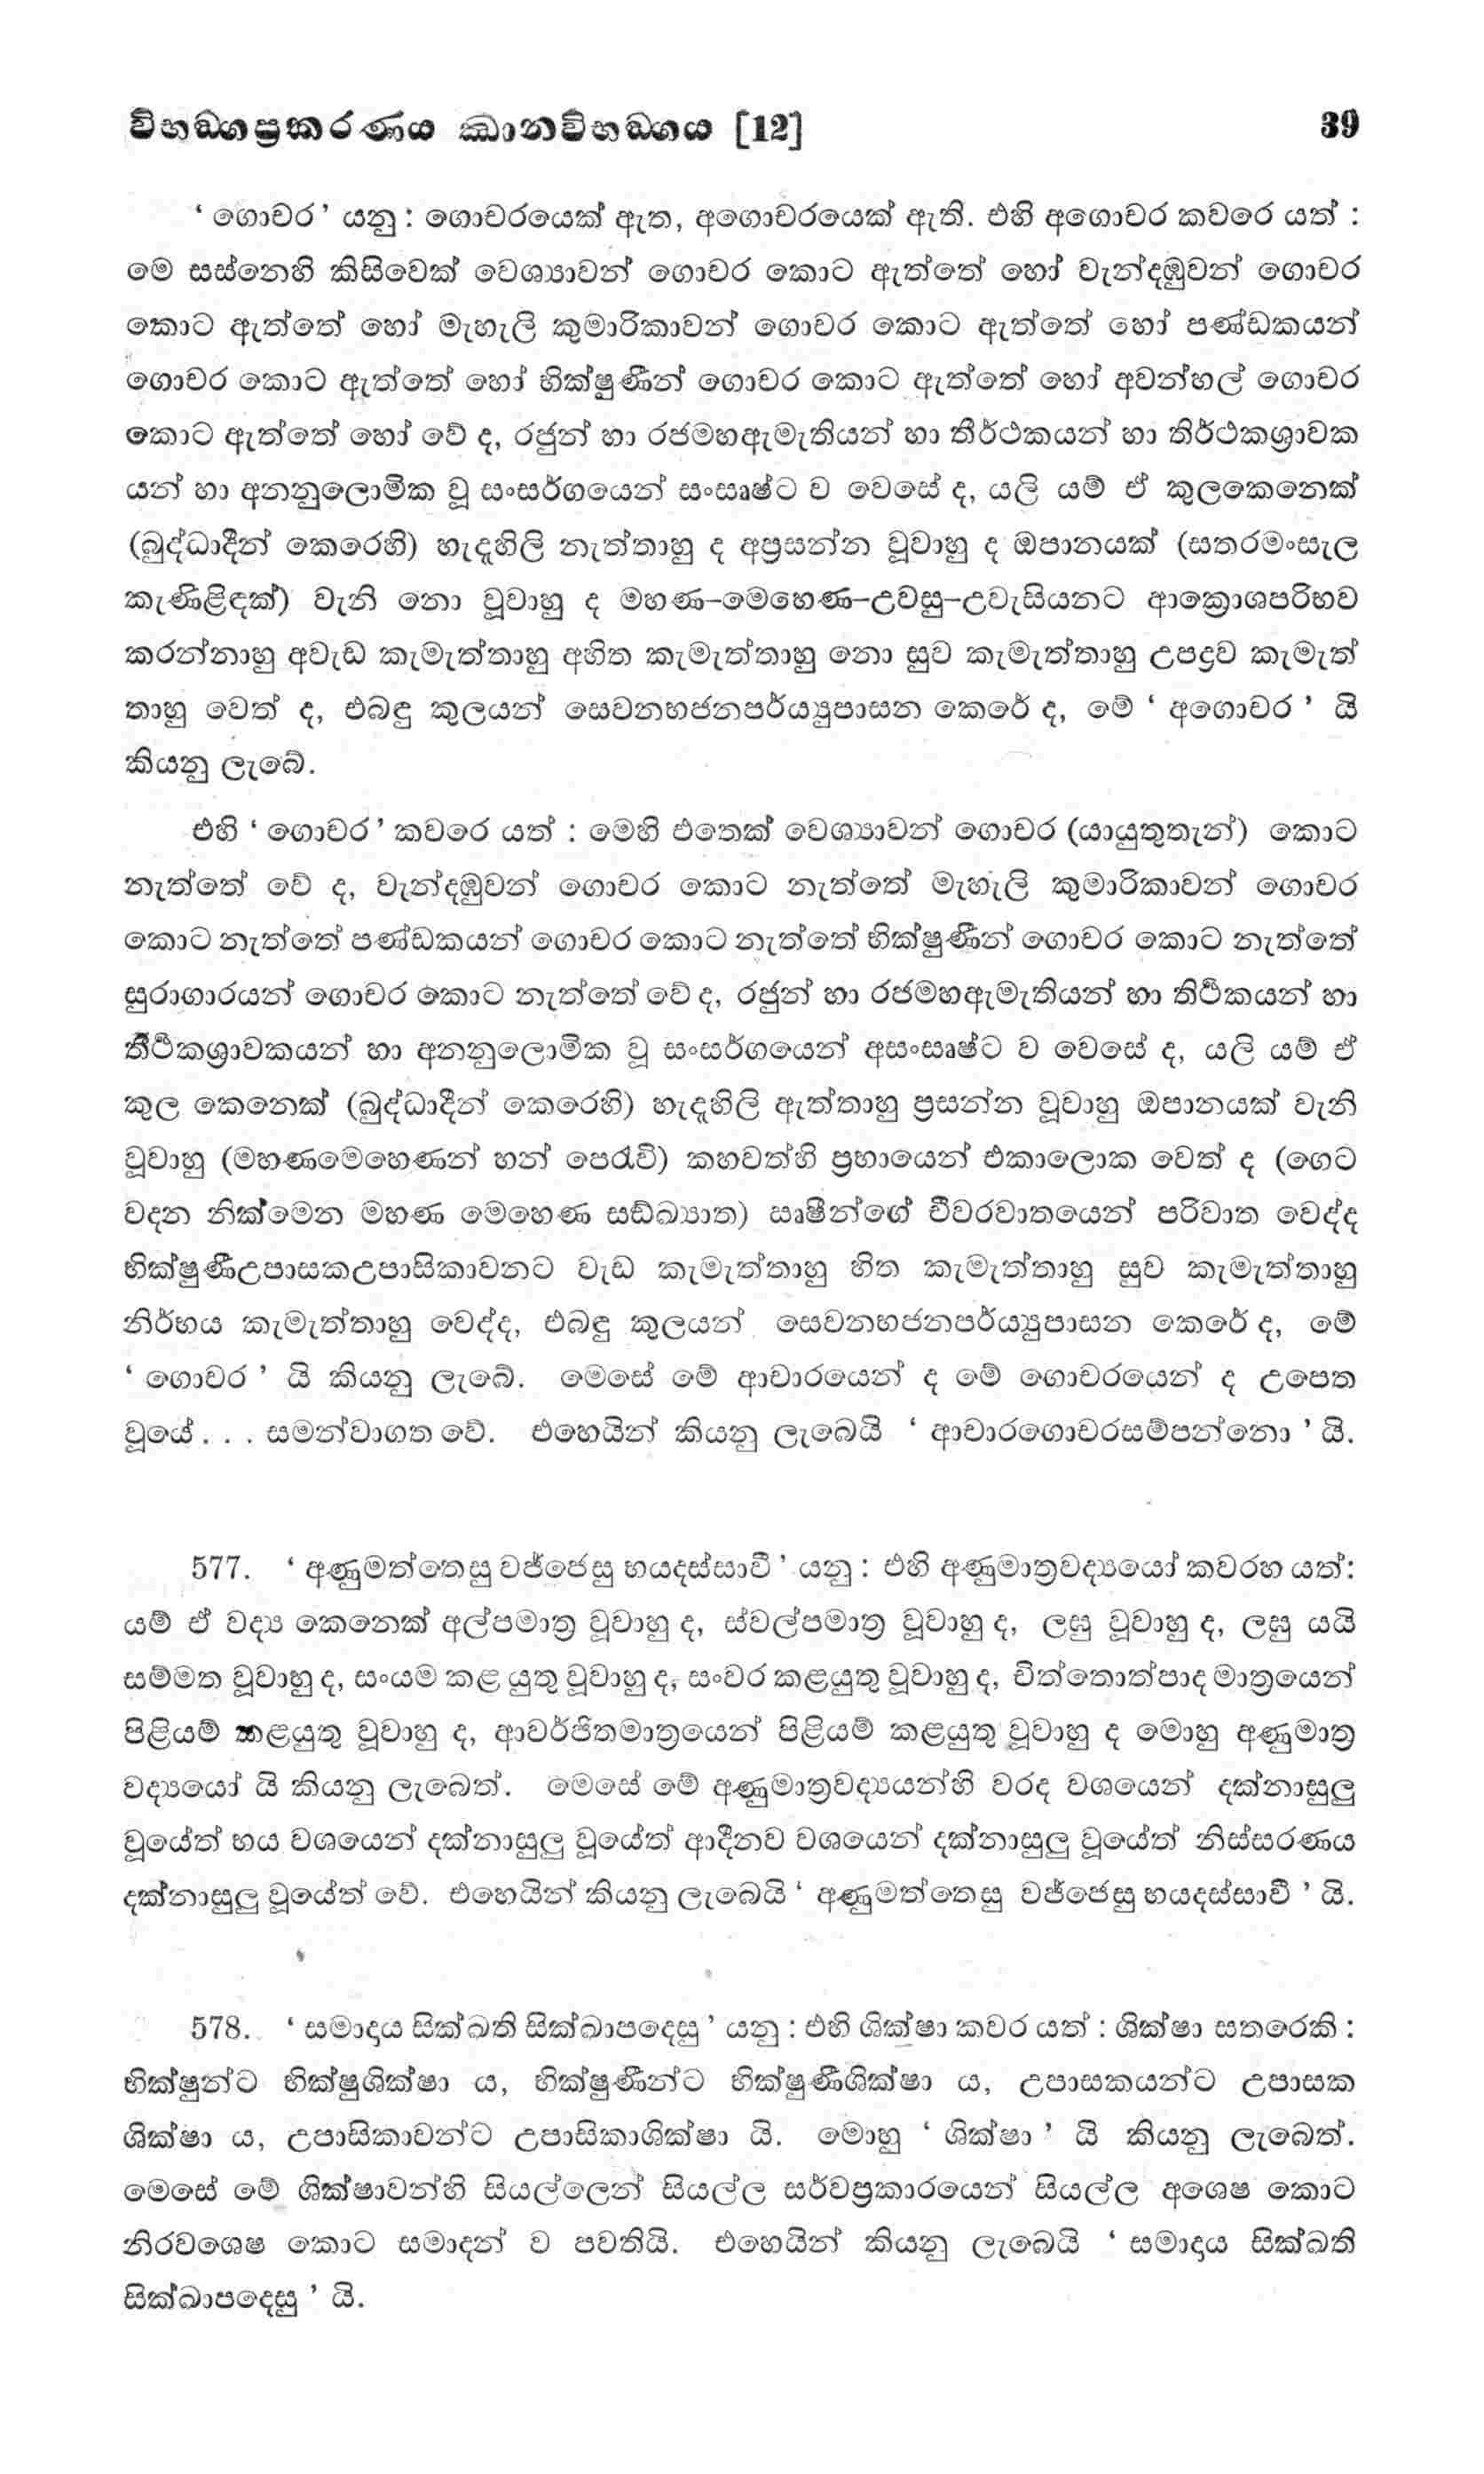 විභඞ්ගප්‍රකරණය ඣානවිභඞ්ගය [12] 39
‘ ගොචර’ යනු : ගොචරයෙක් ඇත, අගොචරයෙක් ඇති. එහි අගොචර කවරෙ යත් :
මෙ සස්නෙහි කිසිවෙක් වෙශ්‍යාවන් ගොචර කොට ඇත්තේ හෝ වැන්දඹුවන් ගොචර
කොට ඇත්තේ හෝ මැහැලි කුමාරිකාවන් ගොචර කොට ඇත්තේ හෝ පණ්ඩකයන්
ගොචර කොට ඇත්තේ හෝ භික්ෂුණීන් ගොචර කොට ඇත්තේ හෝ අවන්හල් ගොචර
කොට ඇත්තේ හෝ වේ ද, රජුන් හා රජමහඇමැතියන් හා තීර්ථකයන් හා තිර්ථකශ්‍රාවක
යන් හා අනනුලොමික වූ සංසර්ගයෙන් සංසෘෂ්ට ව වෙසේ ද, යලි යම් ඒ කුලකෙනෙක්
(බුද්ධාදීන් කෙරෙහි) හැදෑහිලි නැත්තාහු ද අප්‍රසන්න වූවාහු ද ඔපානයක් (සතරමංසැල
කැණිළිඳක්) වැනි නො වූවාහු ද මහණ-මෙහෙණ-උවසු-උවැසියනට ආක්‍රොශපරිභව
කරන්නාහු අවැඩ කැමැත්තාහු අහිත කැමැත්තාහු නො සුව කැමැත්තාහු උපද්‍රව කැමැත්
තාහු වෙත් ද, එබඳු කුලයන් සෙවනභජනපර්ය්‍යුපාසන කෙරේ ද, මේ ‘ අගොචර ’ යි
කියනු ලැබේ.
එහි ‘ ගොචර’ කවරෙ යත් : මෙහි එතෙක් වෙශ්‍යාවන් ගොචර (යායුතුතැන්) කොට
නැත්තේ වේ ද, වැන්දඹුවන් ගොචර කොට නැත්තේ මැහැලි කුමාරිකාවන් ගොචර
කොට නැත්තේ පණ්ඩකයන් ගොචර කොට නැත්තේ භික්ෂුණීන් ගොචර කොට නැත්තේ
සුරාගාරයන් ගොචර කොට නැත්තේ වේ ද, රජුන් හා රජමහඇමැතියන් හා තිර්‍ථකයන් හා
තීර්‍ථකශ්‍රාවකයන් හා අනනුලොමික වූ සංසර්ගයෙන් අසංසෘෂ්ට ව වෙසේ ද, යලි යම් ඒ
කුල කෙනෙක් (බුද්ධාදීන් කෙරෙහි) හැදෑහිලි ඇත්තාහු ප්‍රසන්න වූවාහු ඔපානයක් වැනි
වූවාහු (මහණමෙහෙණන් හන් පෙරැවි) කහවත්හි ප්‍රභායෙන් එකාලොක වෙත් ද (ගෙට
වදන නික්මෙන මහණ මෙහෙණ සඞ්ඛ්‍යාත) ඍෂීන්ගේ චීවරවාතයෙන් පරිවාත වෙද්ද
භික්ෂුණීඋපාසකඋපාසිකාවනට වැඩ කැමැත්තාහු හිත කැමැත්තාහු සුව කැමැත්තාහු
නිර්භය කැමැත්තාහු වෙද්ද, එබඳු කුලයන් සෙවනභජනපර්ය්‍යුපාසන කෙරේ ද, මේ
‘ ගොචර ’ යි කියනු ලැබේ. මෙසේ මේ ආචාරයෙන් ද මේ ගොචරයෙන් ද උපෙත
වූයේ . . . සමන්වාගත වේ. එහෙයින් කියනු ලැබෙයි ‘ ආචාරගොචරසම්පන්නො ’ යි.
577. ‘ අණුමත්තෙසු වජ්ජෙසු භයදස්සාවී ’ යනු : එහි අණුමාත්‍රවද්‍යයෝ කවරහ යත්:
යම් ඒ වද්‍ය කෙනෙක් අල්පමාත්‍ර වූවාහු ද, ස්වල්පමාත්‍ර වූවාහු ද, ලඝු වූවාහු ද, ලඝු යයි
සම්මත වූවාහු ද, සංයම කළ යුතු වූවාහු ද, සංවර කළයුතු වූවාහු ද, චිත්තොත්පාද මාත්‍රයෙන්
පිළියම් කළයුතු වූවාහු ද, ආවර්ජිතමාත්‍රයෙන් පිළියම් කළයුතු වූවාහු ද මොහු අණුමාත්‍ර
වද්‍යයෝ යි කියනු ලැබෙත්. මෙසේ මේ අණුමාත්‍රවද්‍යයන්හි වරද වශයෙන් දක්නාසුලු
වූයේත් භය වශයෙන් දක්නාසුලු වූයේත් ආදීනව වශයෙන් දක්නාසුලු වූයේත් නිස්සරණය
දක්නාසුලු වූයේත් වේ. එහෙයින් කියනු ලැබෙයි ‘ අණුමත්තෙසු වජ්ජෙසු භයදස්සාවී ’ යි.
578. ‘ සමාදාය සික්ඛති සික්ඛාපදෙසු ’ යනු : එහි ශික්ෂා කවර යත් : ශික්ෂා සතරෙකි :
භික්ෂුන්ට භික්ෂුශික්ෂා ය, භික්ෂුණීන්ට භික්ෂුණීශික්ෂා ය, උපාසකයන්ට උපාසක
ශික්ෂා ය, උපාසිකාවන්ට උපාසිකාශික්ෂා යි. මොහු ‘ ශික්ෂා ’ යි කියනු ලැබෙත්.
මෙසේ මේ ශික්ෂාවන්හි සියල්ලෙන් සියල්ල සර්වප්‍රකාරයෙන් සියල්ල අශෙෂ කොට
නිරවශෙෂ කොට සමාදන් ව පවතියි. එහෙයින් කියනු ලැබෙයි ‘ සමාදාය සික්ඛති
සික්ඛාපදෙසු ’ යි.